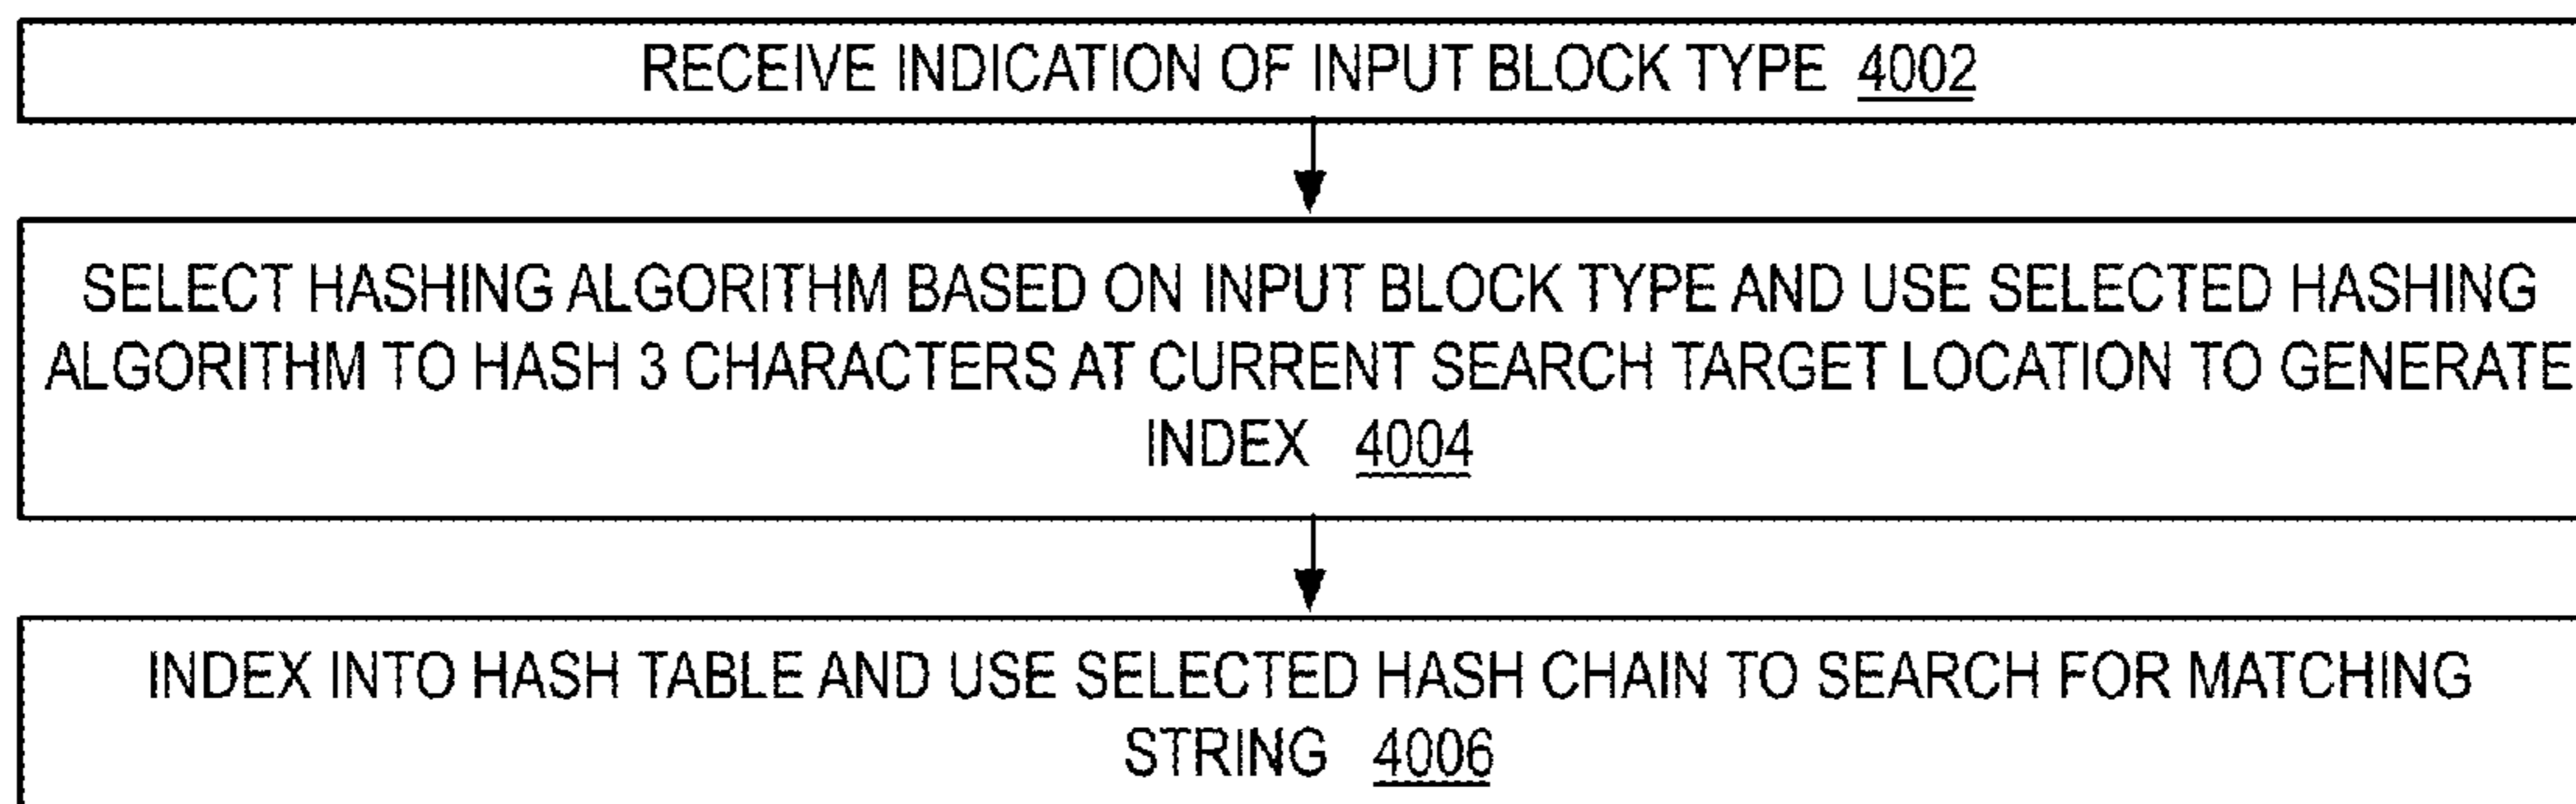 RECEIVE INDICATION OF INPUT BLOCK TYPE 4002
SELECT HASHING ALGORITHM BASED ON INPUT BLOCK TYPE AND USE SELECTED HASHING
ALGORITHM TO HASH 3 CHARACTERS AT CURRENT SEARCH TARGET LOCATION TO GENERATE
INDEX 4004
INDEX INTO HASH TABLE AND USE SELECTED HASH CHAIN TO SEARCH FOR MATCHING
STRING 4006